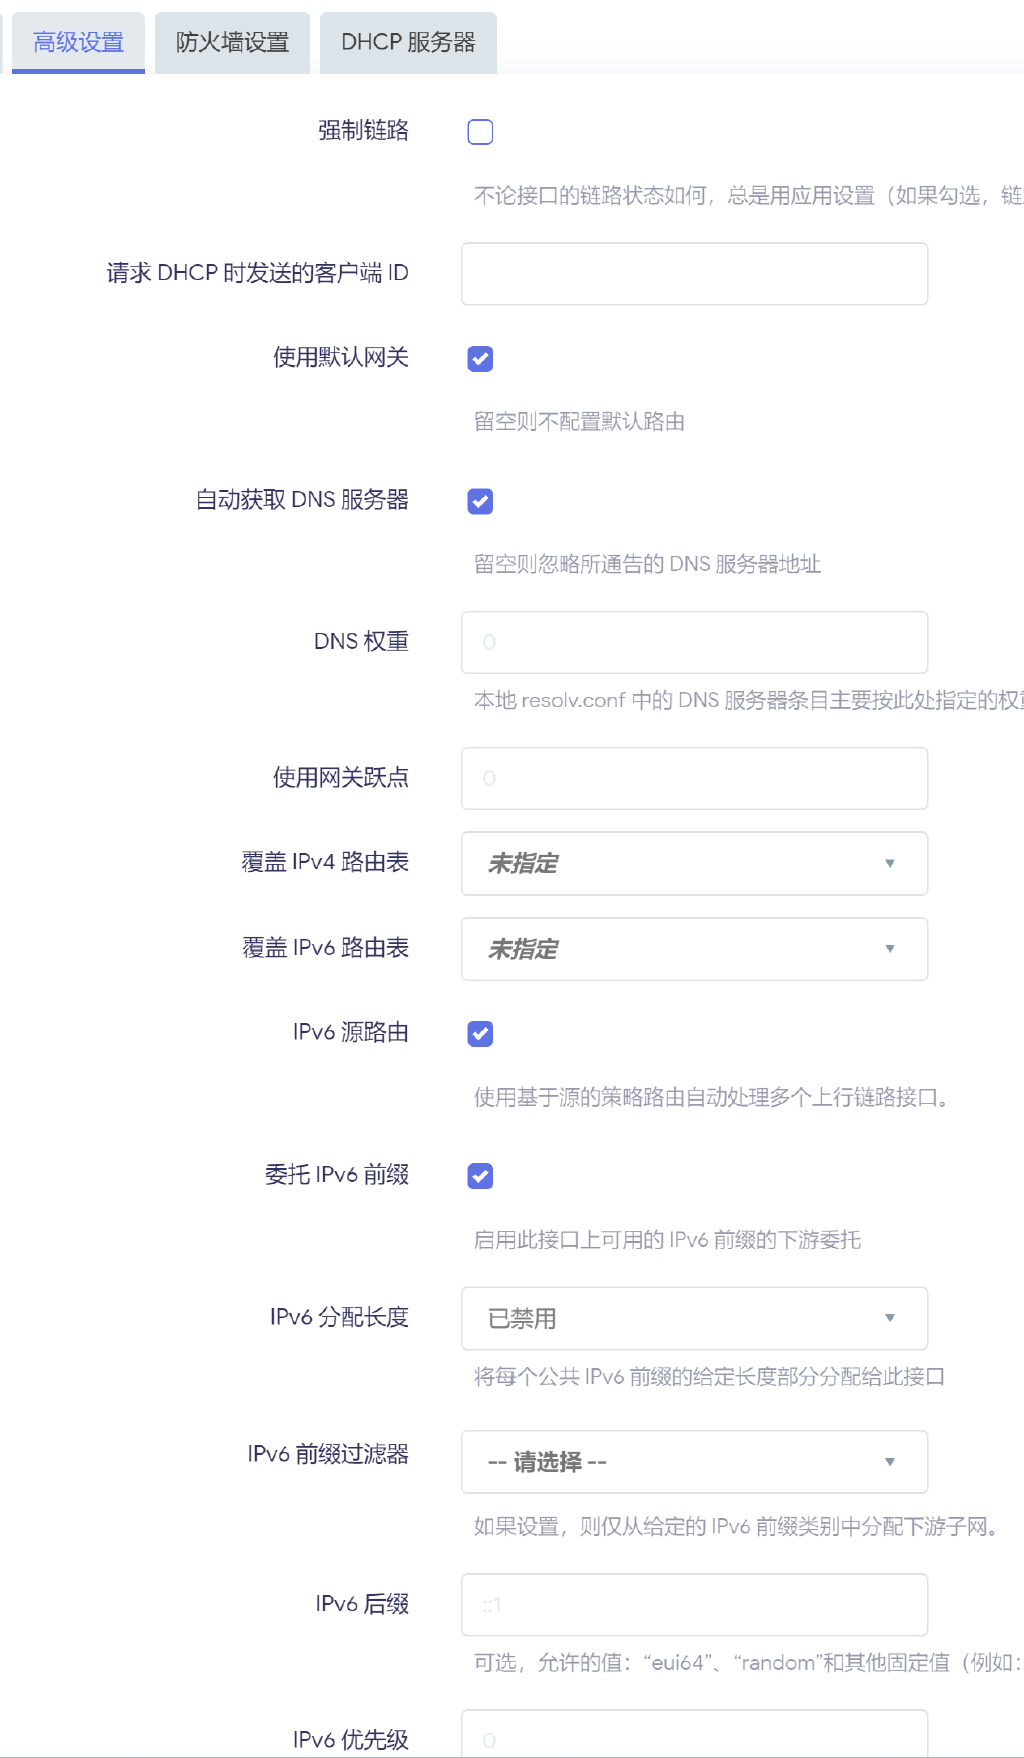 高级设置 防火墙设置 DHCP 服务器
强制链路
不论接口的链路状态如何，总是用应用设置（如果勾选，链
请求 DHCP 时发送的客户端 ID
使用默认网关
留空则不配置默认路由
自动获取 DNS 服务器
留空则忽略所通告的 DNS 服务器地址
DNS 权重 0
本地 resolv.conf 中的 DNS 服务器条目主要按此处指定的权重
使用网关跃点 0
覆盖 IPv4 路由表 未指定
覆盖 IPv6 路由表 未指定
IPv6 源路由
使用基于源的策略路由自动处理多个上行链路接口。
委托 IPv6 前缀
启用此接口上可用的 IPv6 前缀的下游委托
IPv6 分配长度 已禁用
将每个公共 IPv6 前缀的给定长度部分分配给此接口
IPv6 前缀过滤器 -- 请选择 --
如果设置，则仅从给定的 IPv6 前缀类别中分配下游子网。
IPv6 后缀 ::1
可选，允许的值：“eui64”、“random”和其他固定值（例如：
IPv6 优先级 0